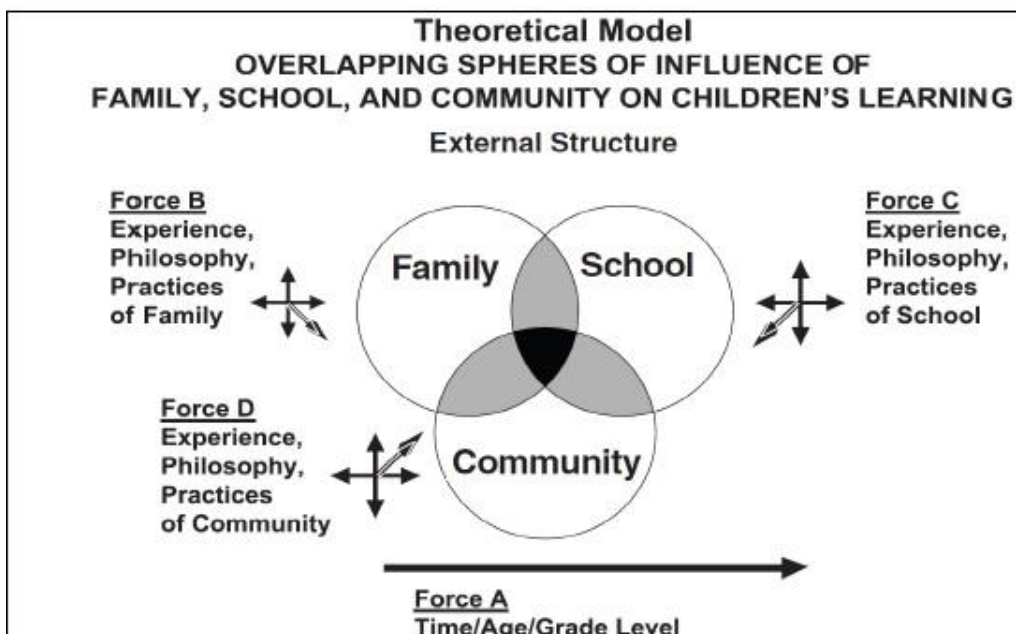 Theoretical Model
OVERLAPPING SPHERES OF INFLUENCE OF
FAMILY, SCHOOL, AND COMMUNITY ON CHILDREN'S LEARNING
External Structure
Force B
Experience,
Philosophy,
Practices
of Family
Family
School
Force C
Experience,
Philosophy,
Practices
of School
Force D
Experience,
Philosophy,
Practices
of Community
Community
Force A
Time/Age/Grade Level